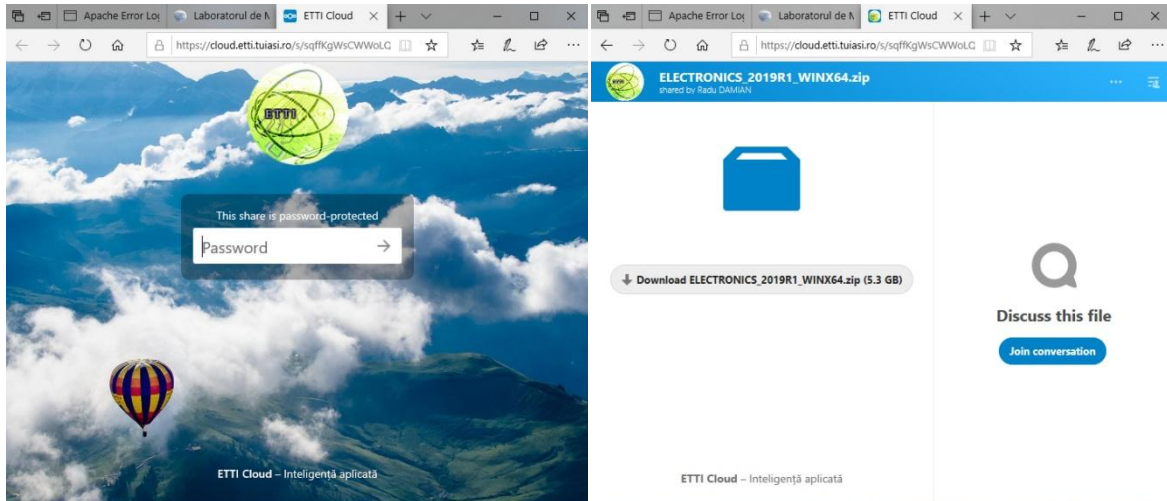 Apache Error Log
Laboratorul de M
ETTI Cloud
https://cloud.etti.tuiasi.ro/s/sqffKgWsCWWoLQ
ETTI
This share is password-protected
Password
ETTI Cloud – Inteligență aplicată
Apache Error Log
Laboratorul de M
ETTI Cloud
https://cloud.etti.tuiasi.ro/s/sqffKgWsCWWoLQ
ELECTRONICS_2019R1_WINX64.zip
shared by Radu DAMIAN
Download ELECTRONICS_2019R1_WINX64.zip (5.3 GB)
Discuss this file
Join conversation
ETTI Cloud – Inteligență aplicată